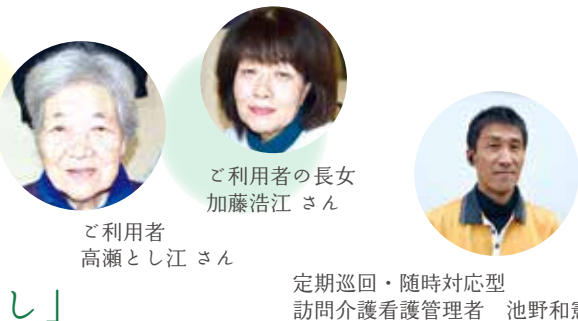 ご利用者の長女
加藤浩江 さん
ご利用者
高瀬とし江 さん
定期巡回・随時対応型
訪問介護看護管理者 池野和
し」